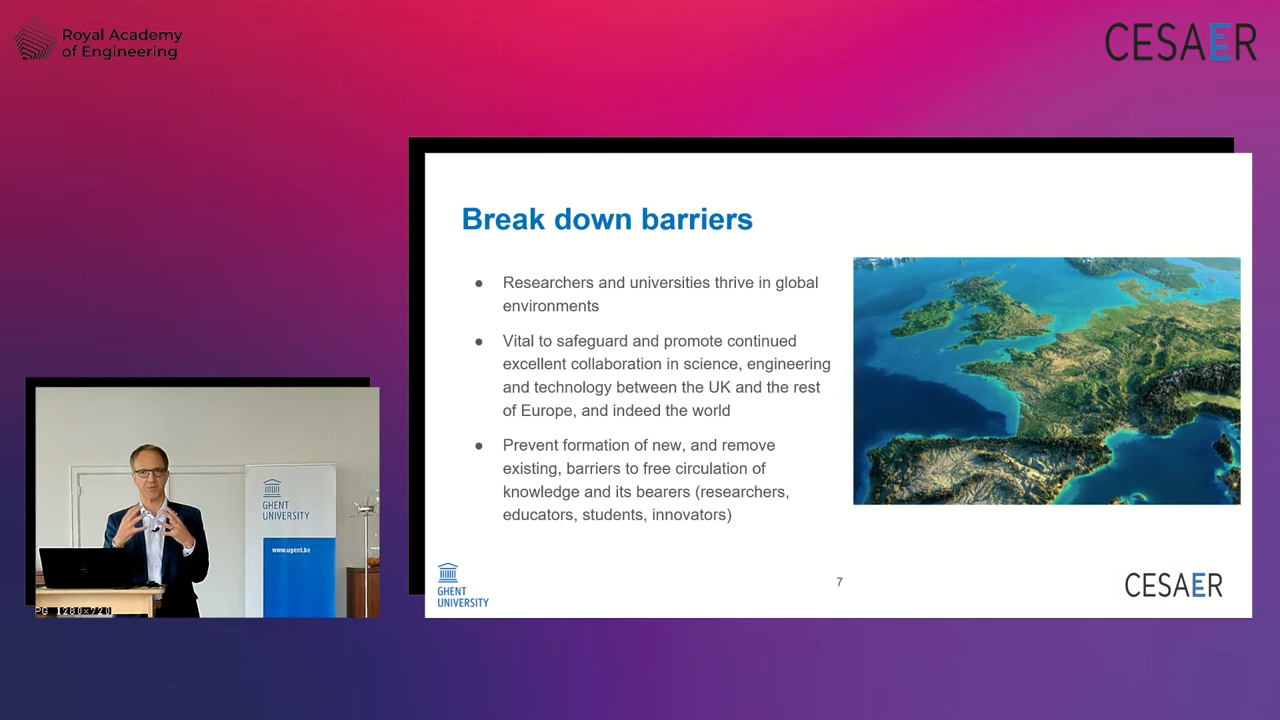 Royal Academy
of Engineering
CESAER
Break down barriers
● Researchers and universities thrive in global
environments
● Vital to safeguard and promote continued
excellent collaboration in science, engineering
and technology between the UK and the rest
of Europe, and indeed the world
● Prevent formation of new, and remove
existing, barriers to free circulation of
knowledge and its bearers (researchers,
educators, students, innovators)
GHENT
UNIVERSITY
7
CESAER
GHENT
UNIVERSITY
www.ugent.be
PG 1280x720